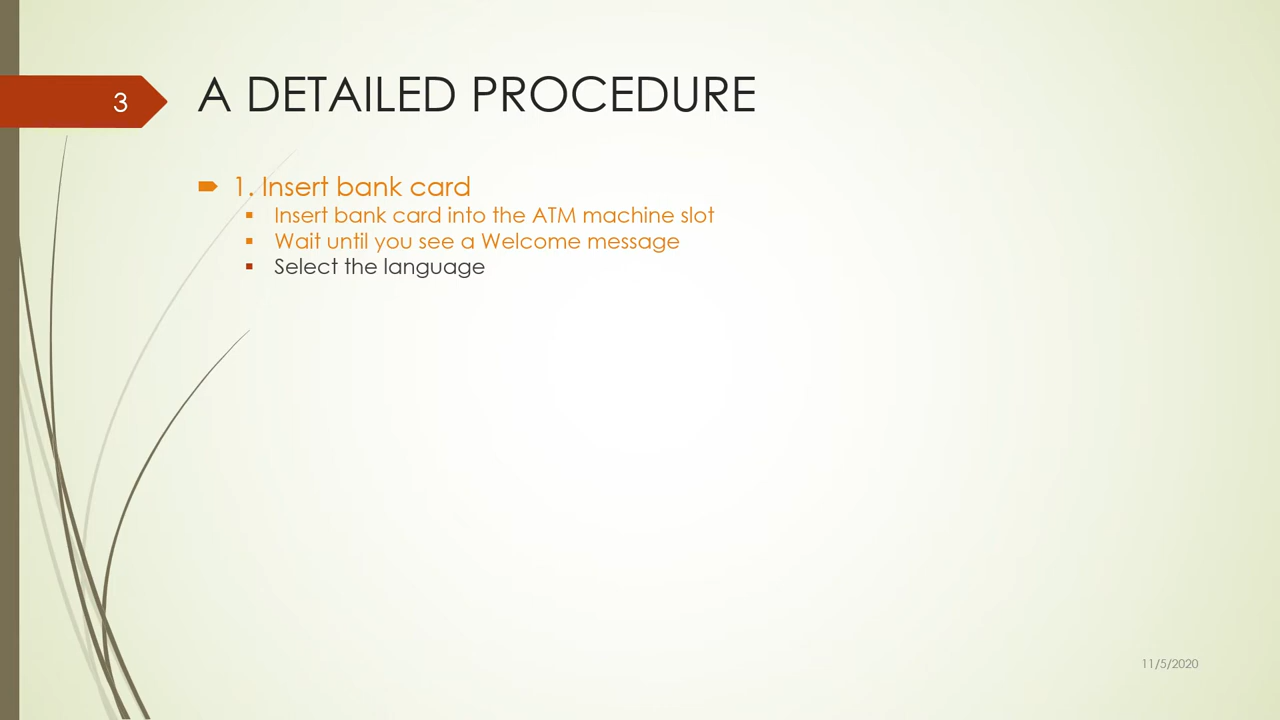 3
A DETAILED PROCEDURE
1. Insert bank card
Insert bank card into the ATM machine slot
Wait until you see a Welcome message
Select the language
11/5/2020